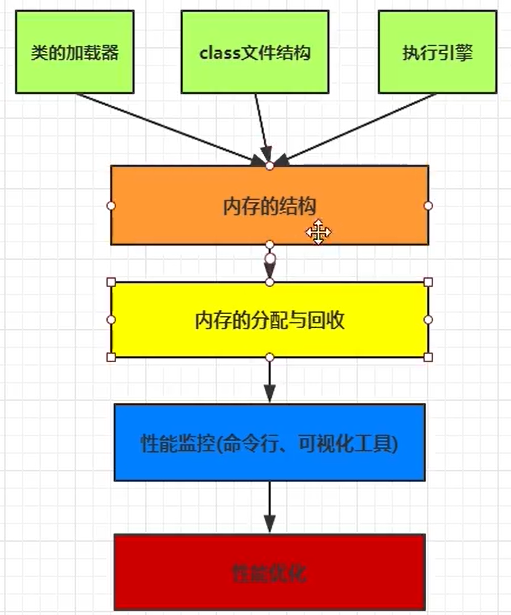 类的加载器
class文件结构
执行引擎
内存的结构
内存的分配与回收
性能监控(命令行、可视化工具)
性能优化